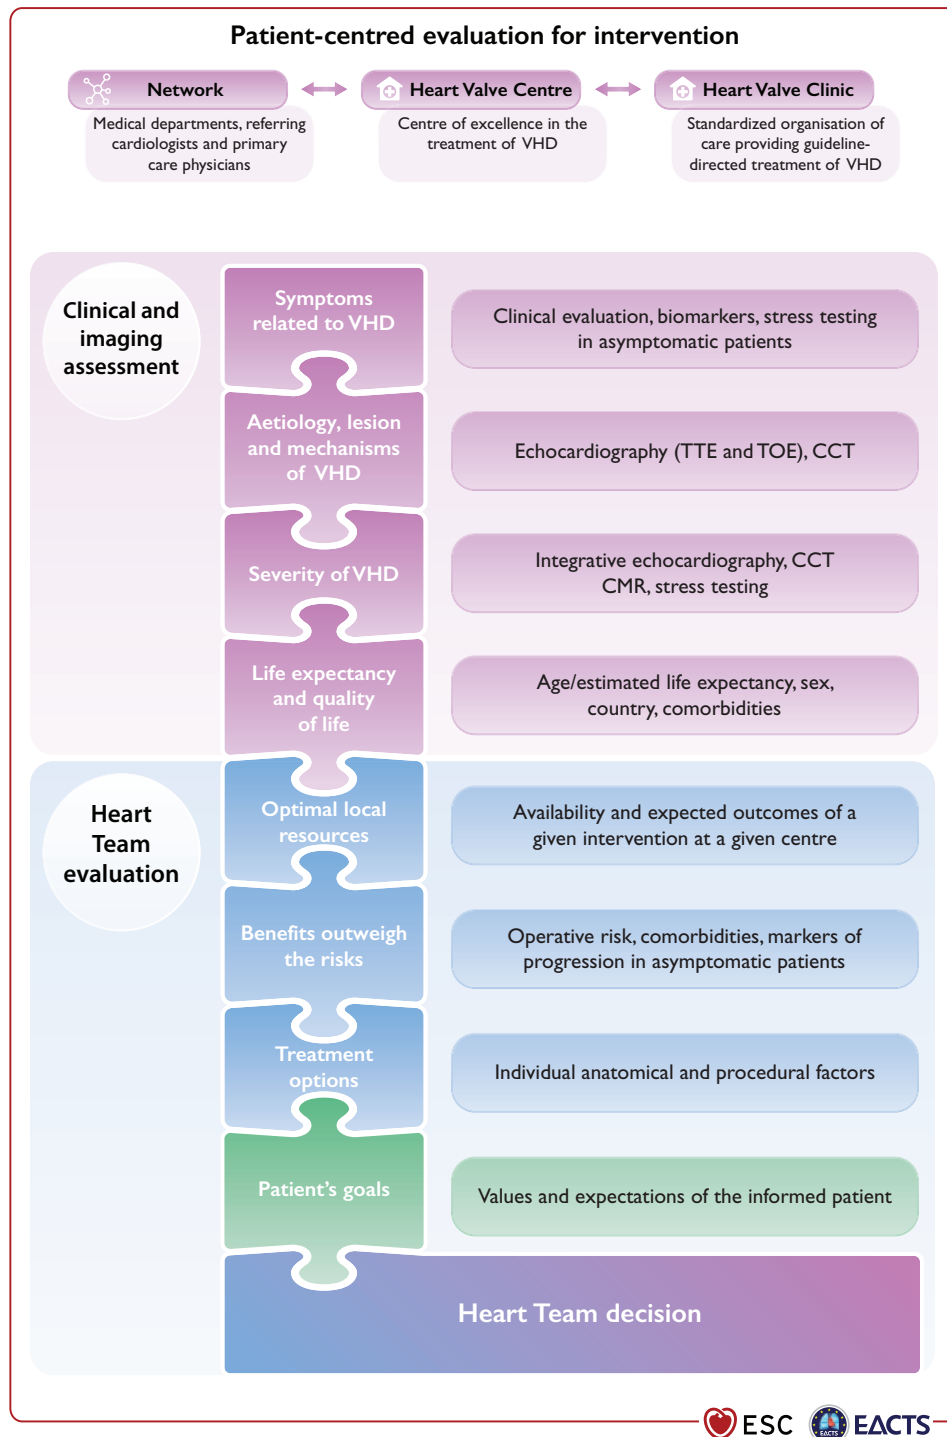 Patient-centred evaluation for intervention
Network
Medical departments, referring
cardiologists and primary
care physicians
Heart Valve Centre
Centre of excellence in the
treatment of VHD
Heart Valve Clinic
Standardized organisation of
care providing guideline-
directed treatment of VHD
Clinical and
imaging
assessment
Symptoms
related to VHD
Clinical evaluation, biomarkers, stress testing
in asymptomatic patients
Aetiology, lesion
and mechanisms
of VHD
Echocardiography (TTE and TOE), CCT
Severity of VHD
Integrative echocardiography, CCT
CMR, stress testing
Life expectancy
and quality
of life
Age/estimated life expectancy, sex,
country, comorbidities
Heart
Team
evaluation
Optimal local
resources
Availability and expected outcomes of a
given intervention at a given centre
Benefits outweigh
the risks
Operative risk, comorbidities, markers of
progression in asymptomatic patients
Treatment
options
Individual anatomical and procedural factors
Patient's goals
Values and expectations of the informed patient
Heart Team decision
ESC
EACTS
EACTS